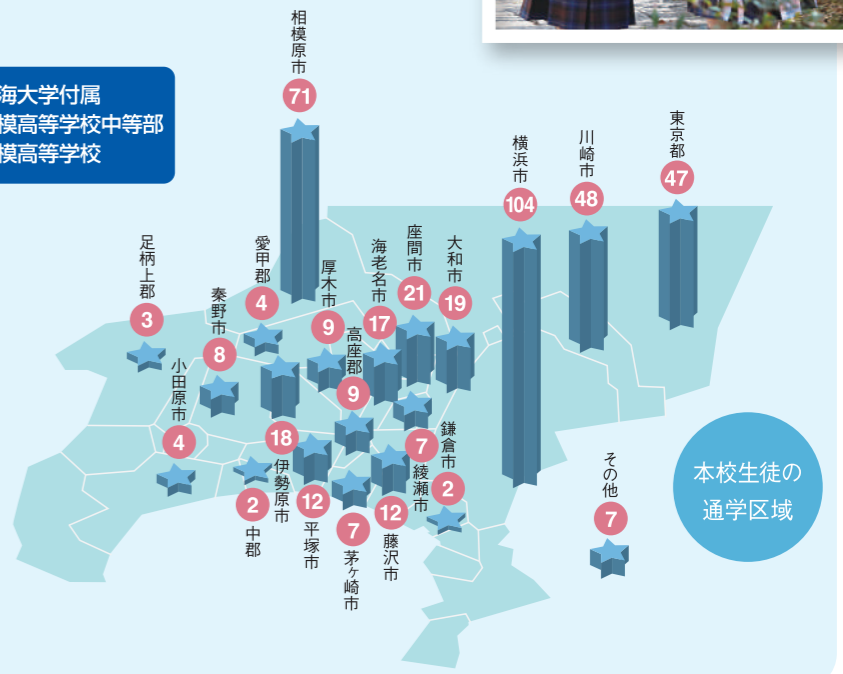 海大学付属
模高等学校中等部
模高等学校
相模原市
71
横浜市
104
川崎市
48
東京都
47
足柄上郡
3
秦野市
8
愛甲郡
4
厚木市
9
海老名市
17
座間市
21
大和市
19
小田原市
4
高座郡
9
18
伊勢原市
2
中郡
12
平塚市
7
茅ヶ崎市
12
藤沢市
7
綾瀬市
鎌倉市
2
その他
7
本校生徒の
通学区域